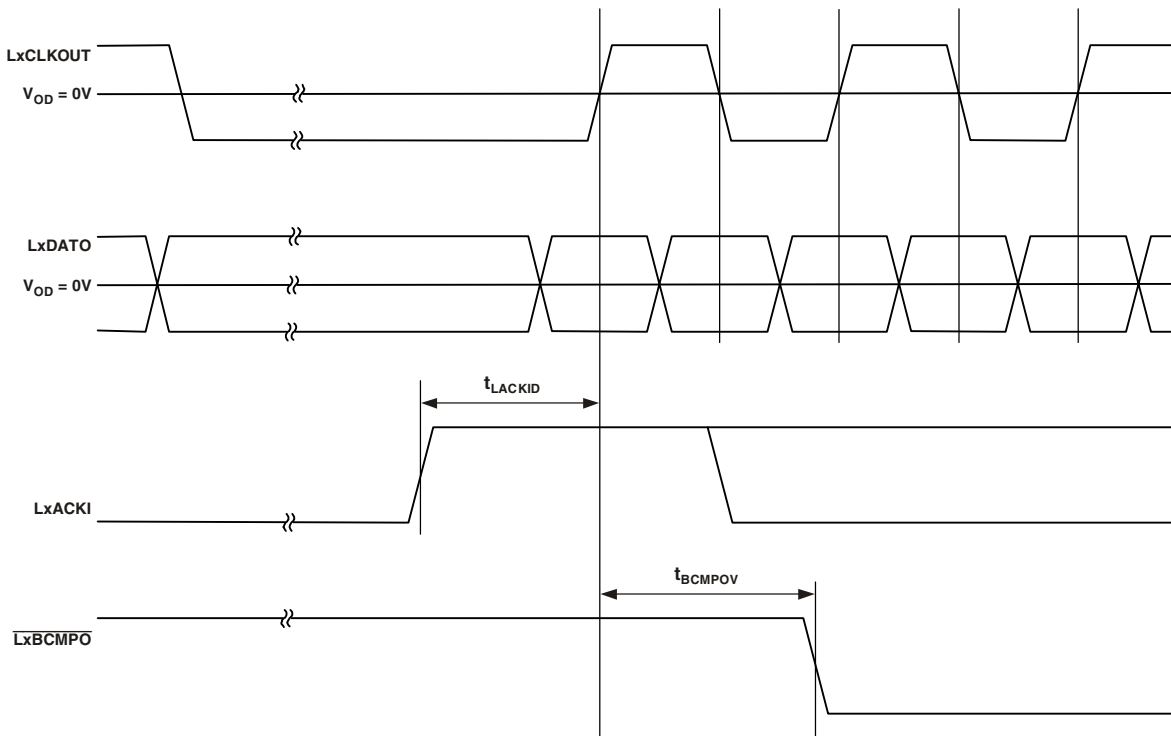 LxCLKOUT
VOD = 0V
LxDATO
VOD = 0V
tLACKID
LxACKI
tBCMPOV
LxBCMPO